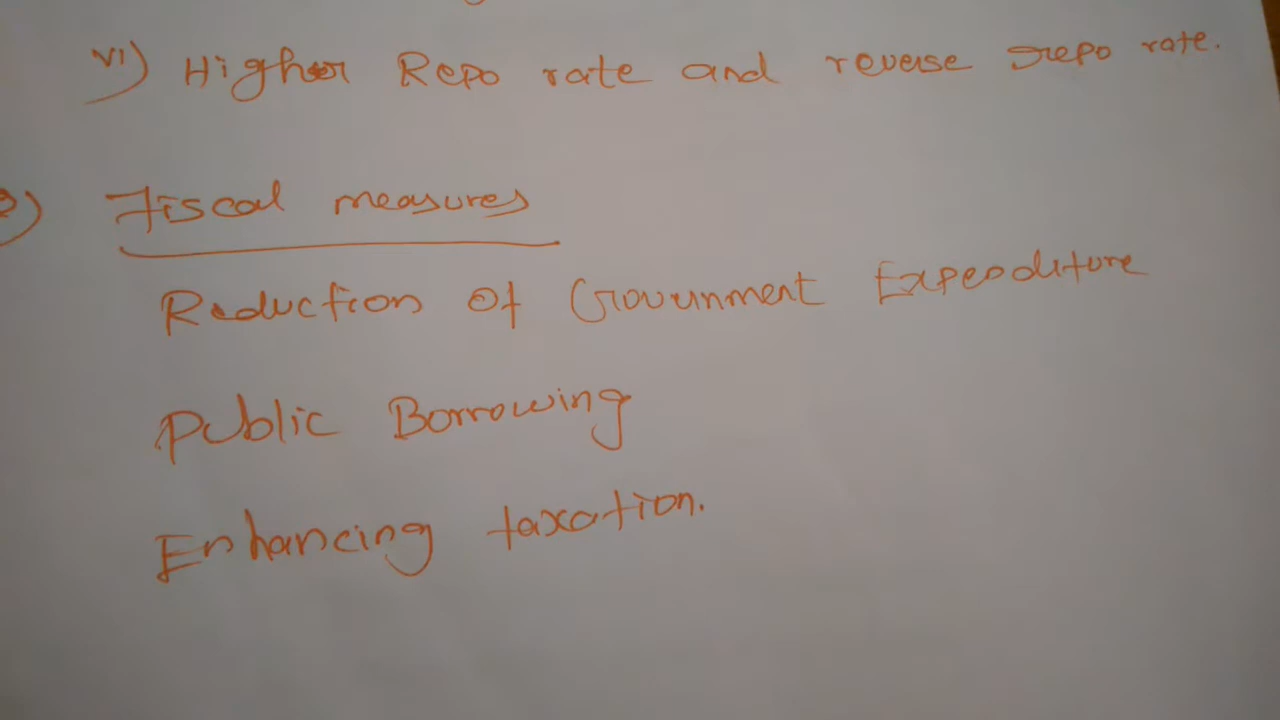 vi) Higher Repo rate and reverse repo rate.
Fiscal measures
Reduction of Government Expenditure
Public Borrowing
Enhancing taxation.